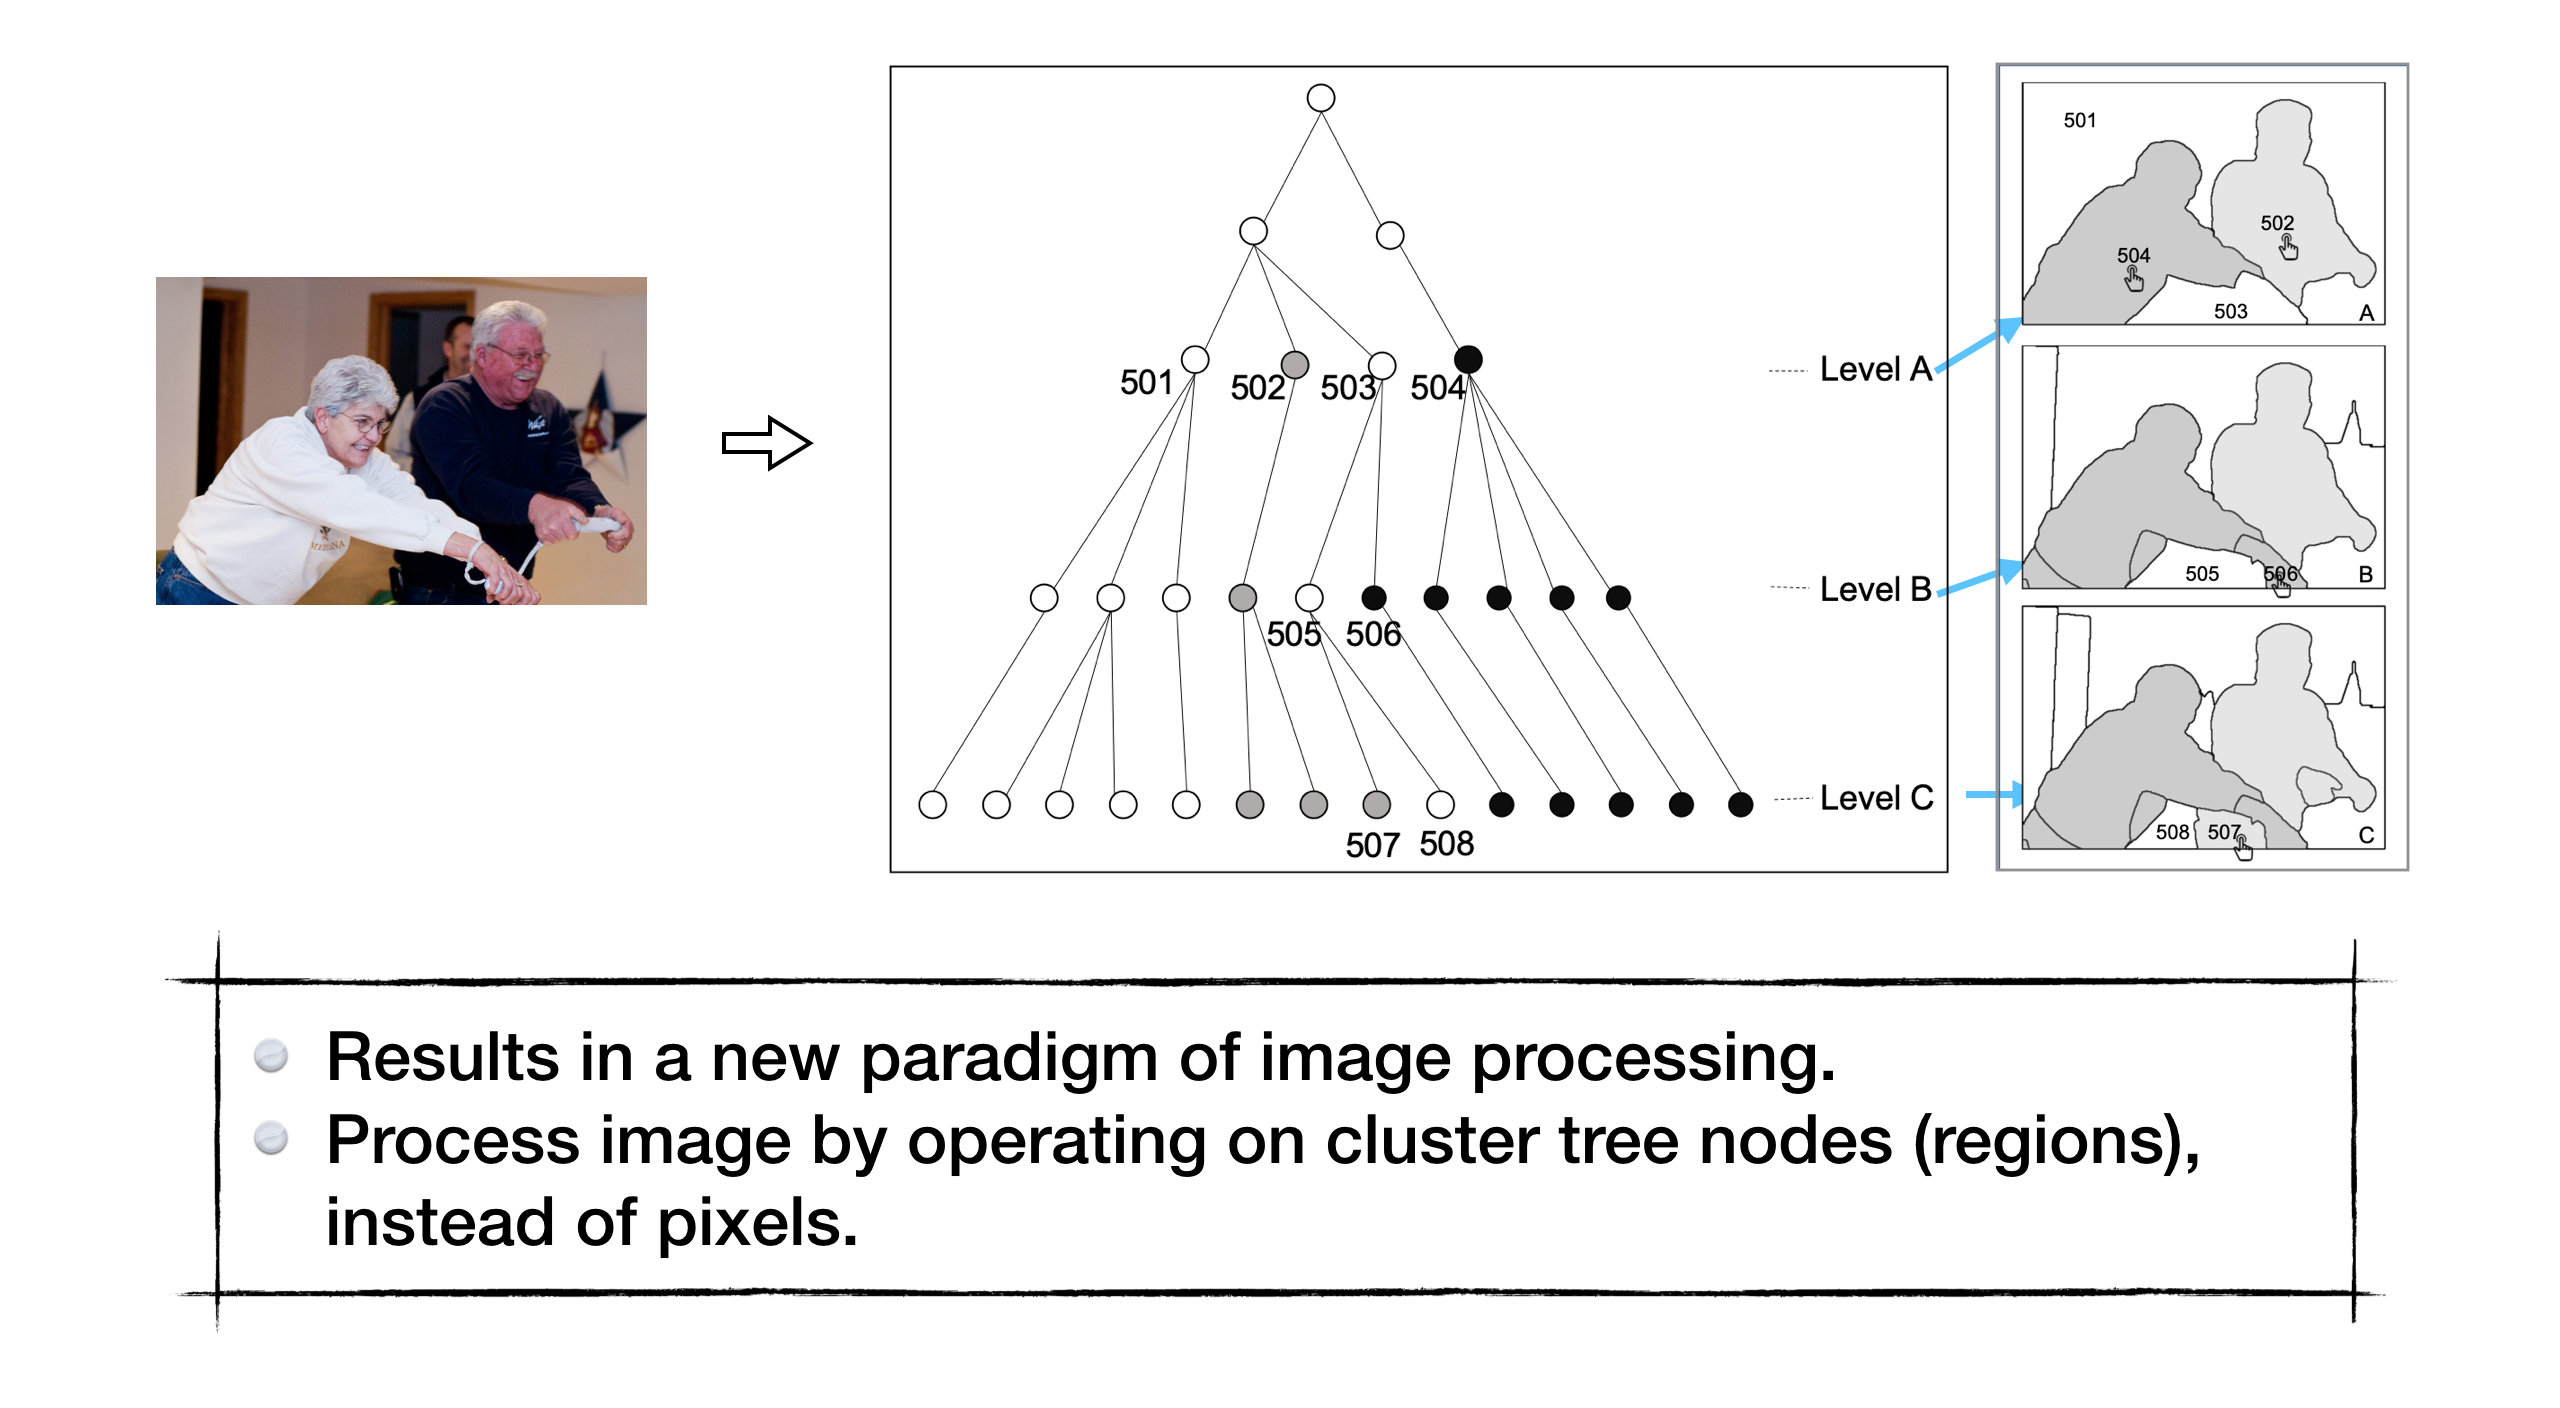 501
502
503
504
Level A
505
506
Level B
507
508
Level C
501
502
504
503
A
505
506
B
508
507
C
Results in a new paradigm of image processing.
Process image by operating on cluster tree nodes (regions),
instead of pixels.